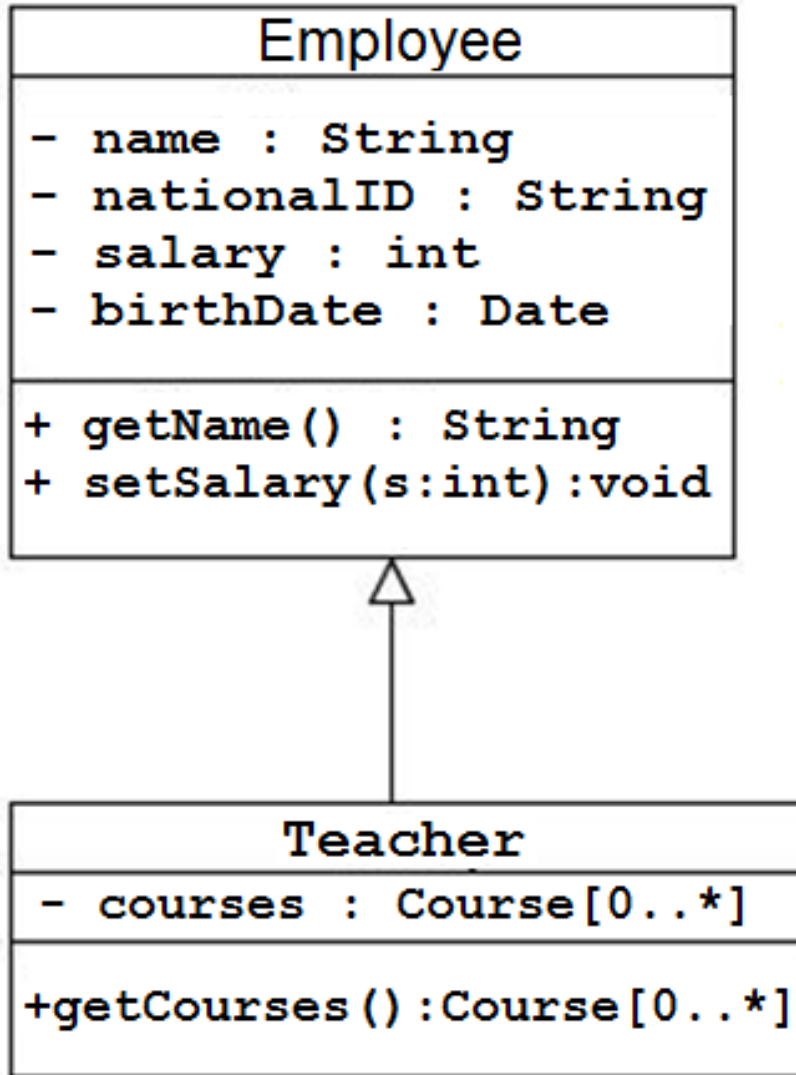 Employee
- name : String
- nationalID : String
- salary : int
- birthDate : Date
+ getName() : String
+ setSalary(s:int):void
Teacher
- courses : Course[0..*]
+getCourses():Course[0..*]